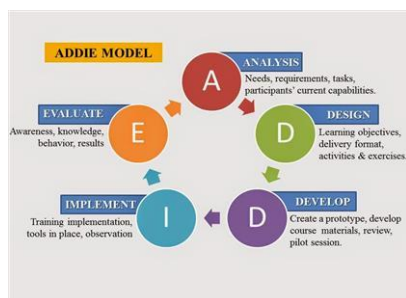 ADDIE MODEL
A
ANALYSIS
Needs, requirements, tasks,
participants' current capabilities.
D
DESIGN
Learning objectives,
delivery format,
activities & exercises.
D
DEVELOP
Create a prototype, develop
course materials, review,
pilot session.
I
IMPLEMENT
Training implementation,
tools in place, observation
E
EVALUATE
Awareness, knowledge,
behavior, results